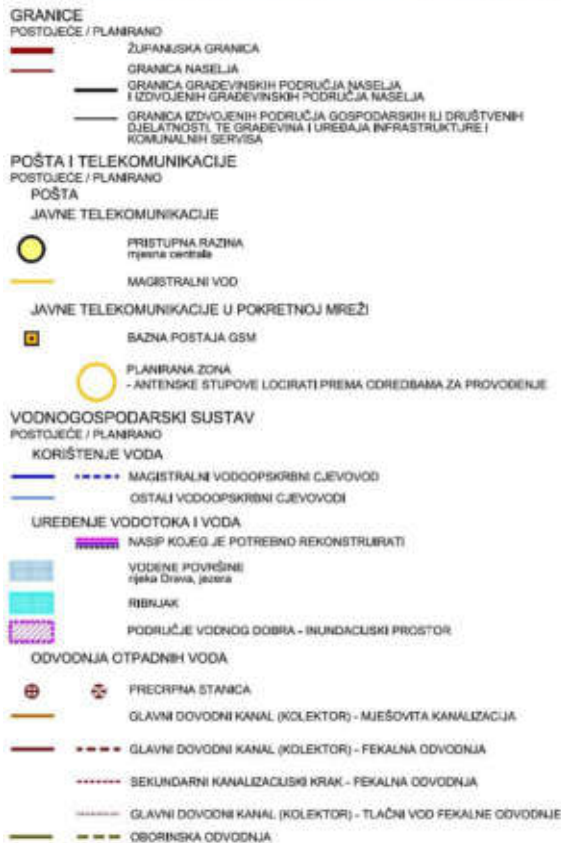 GRANICE
POSTOJEĆE / PLANIRANO
ŽUPANIJSKA GRANICA
GRANICA NASELJA
GRANICA GRAĐEVINSKIH PODRUČJA NASELJA
I IZDVOJENIH GRAĐEVINSKIH PODRUČJA NASELJA
GRANICA IZDVOJENIH PODRUČJA GOSPODARSKIH ILI DRUŠTVENIH
DJELATNOSTI, TE GRAĐEVINA I UREĐAJA INFRASTRUKTURE I
KOMUNALNIH SERVISA
POŠTA I TELEKOMUNIKACIJE
POSTOJEĆE / PLANIRANO
POŠTA
JAVNE TELEKOMUNIKACIJE
PRISTUPNA RAZINA
mjesna centrala
MAGISTRALNI VOD
JAVNE TELEKOMUNIKACIJE U POKRETNOJ MREŽI
BAZNA POSTAJA GSM
PLANIRANA ZONA
- ANTENSKE STUPOVE LOCIRATI PREMA ODREDBAMA ZA PROVOĐENJE
VODNOGOSPODARSKI SUSTAV
POSTOJEĆE / PLANIRANO
KORIŠTENJE VODA
MAGISTRALNI VODOOPSKRBNI CJEVOVOD
OSTALI VODOOPSKRBNI CJEVOVODI
UREĐENJE VODOTOKA I VODA
NASIP KOJEG JE POTREBNO REKONSTRUIRATI
VODENE POVRŠINE
rijeka Drava, jezera
RIBNJAK
PODRUČJE VODNOG DOBRA - INUNDACIJSKI PROSTOR
ODVODNJA OTPADNIH VODA
PRECRPNA STANICA
GLAVNI DOVODNI KANAL (KOLEKTOR) - MJEŠOVITA KANALIZACIJA
GLAVNI DOVODNI KANAL (KOLEKTOR) - FEKALNA ODVODNJA
SEKUNDARNI KANALIZACIJSKI KRAK - FEKALNA ODVODNJA
GLAVNI DOVODNI KANAL (KOLEKTOR) - TLAČNI VOD FEKALNE ODVODNJE
OBORINSKA ODVODNJA